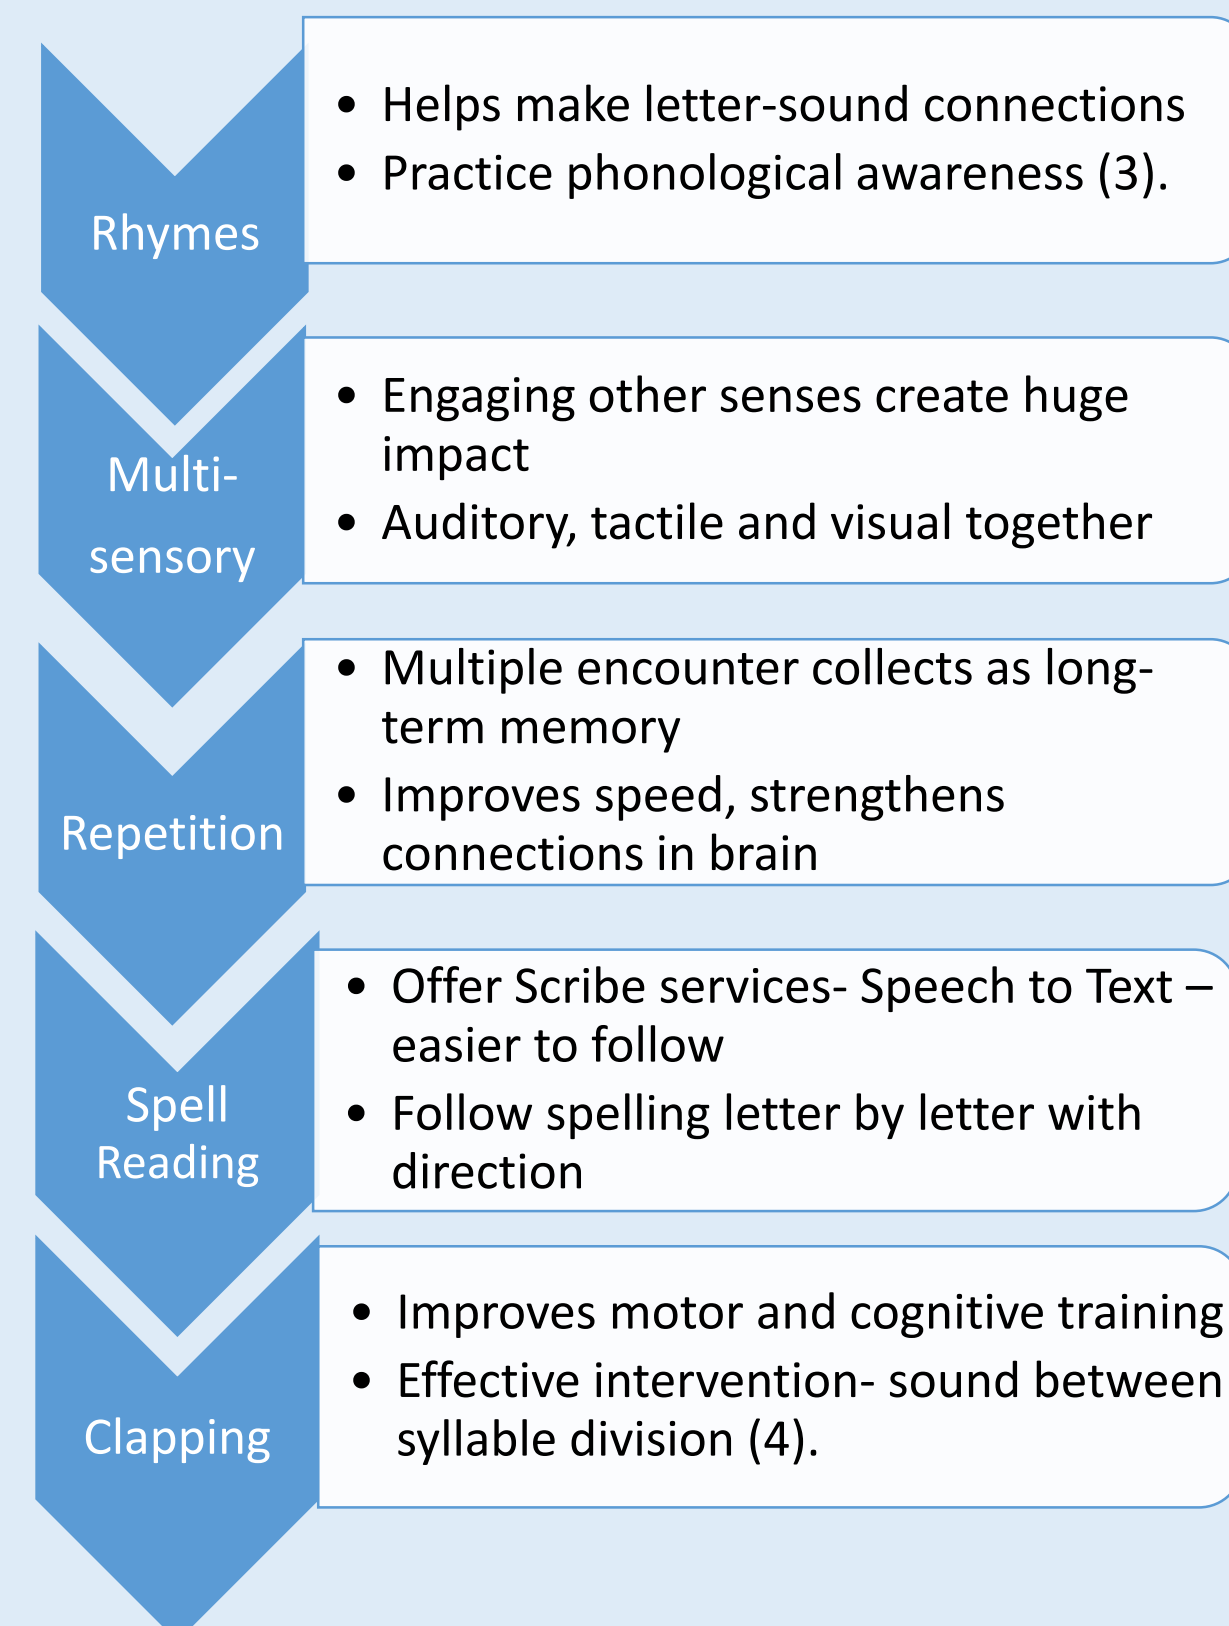 Rhymes
• Helps make letter-sound connections
• Practice phonological awareness (3).
Multi-
sensory
• Engaging other senses create huge
impact
• Auditory, tactile and visual together
Repetition
• Multiple encounter collects as long-
term memory
• Improves speed, strengthens
connections in brain
Spell
Reading
• Offer Scribe services- Speech to Text –
easier to follow
• Follow spelling letter by letter with
direction
Clapping
• Improves motor and cognitive training
• Effective intervention- sound between
syllable division (4).